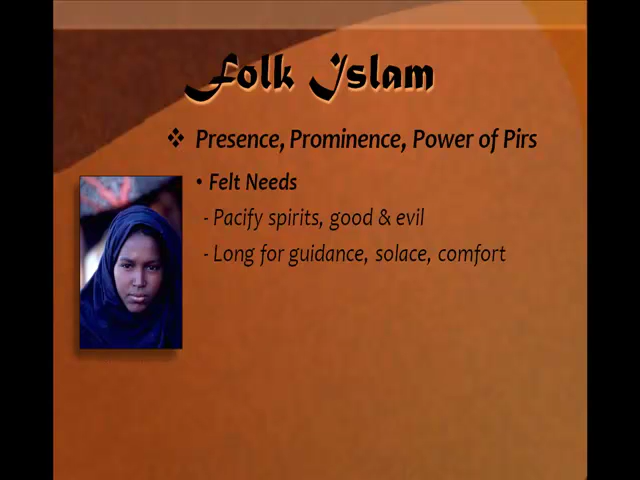 Folk Islam
❖ Presence, Prominence, Power of Pirs
• Felt Needs
- Pacify spirits, good & evil
- Long for guidance, solace, comfort